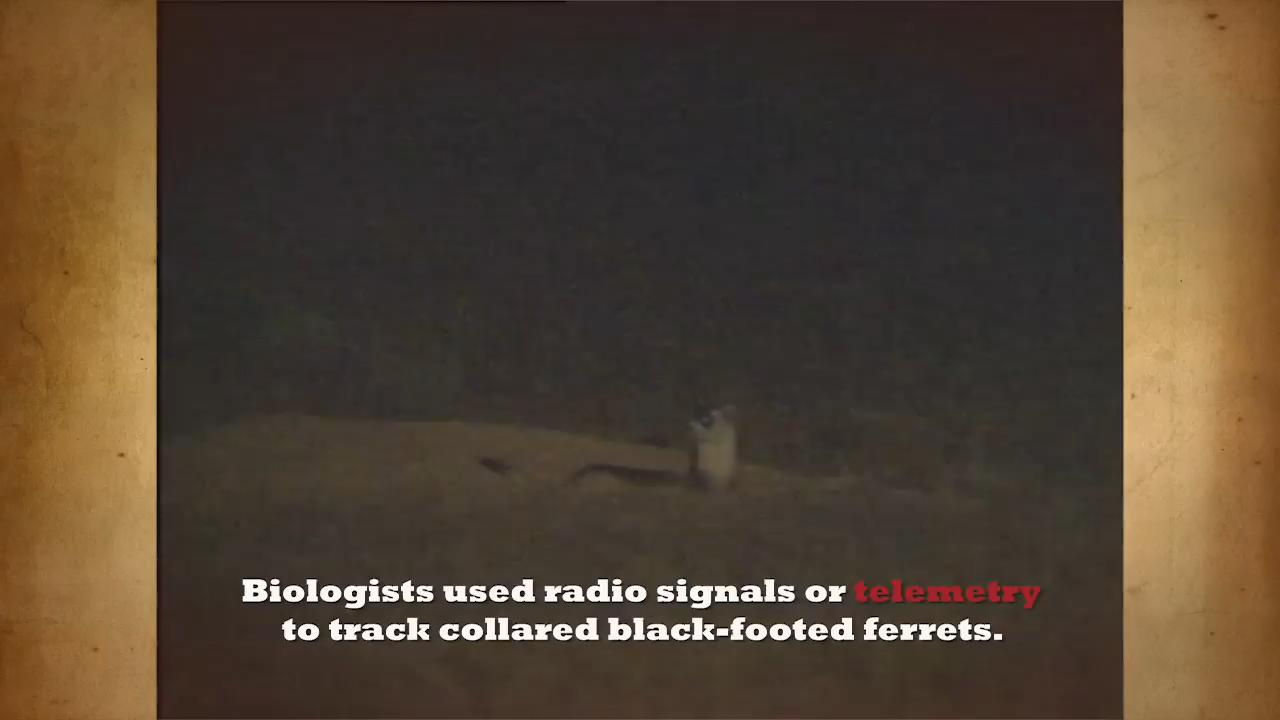 Biologists used radio signals or telemetry
to track collared black-footed ferrets.